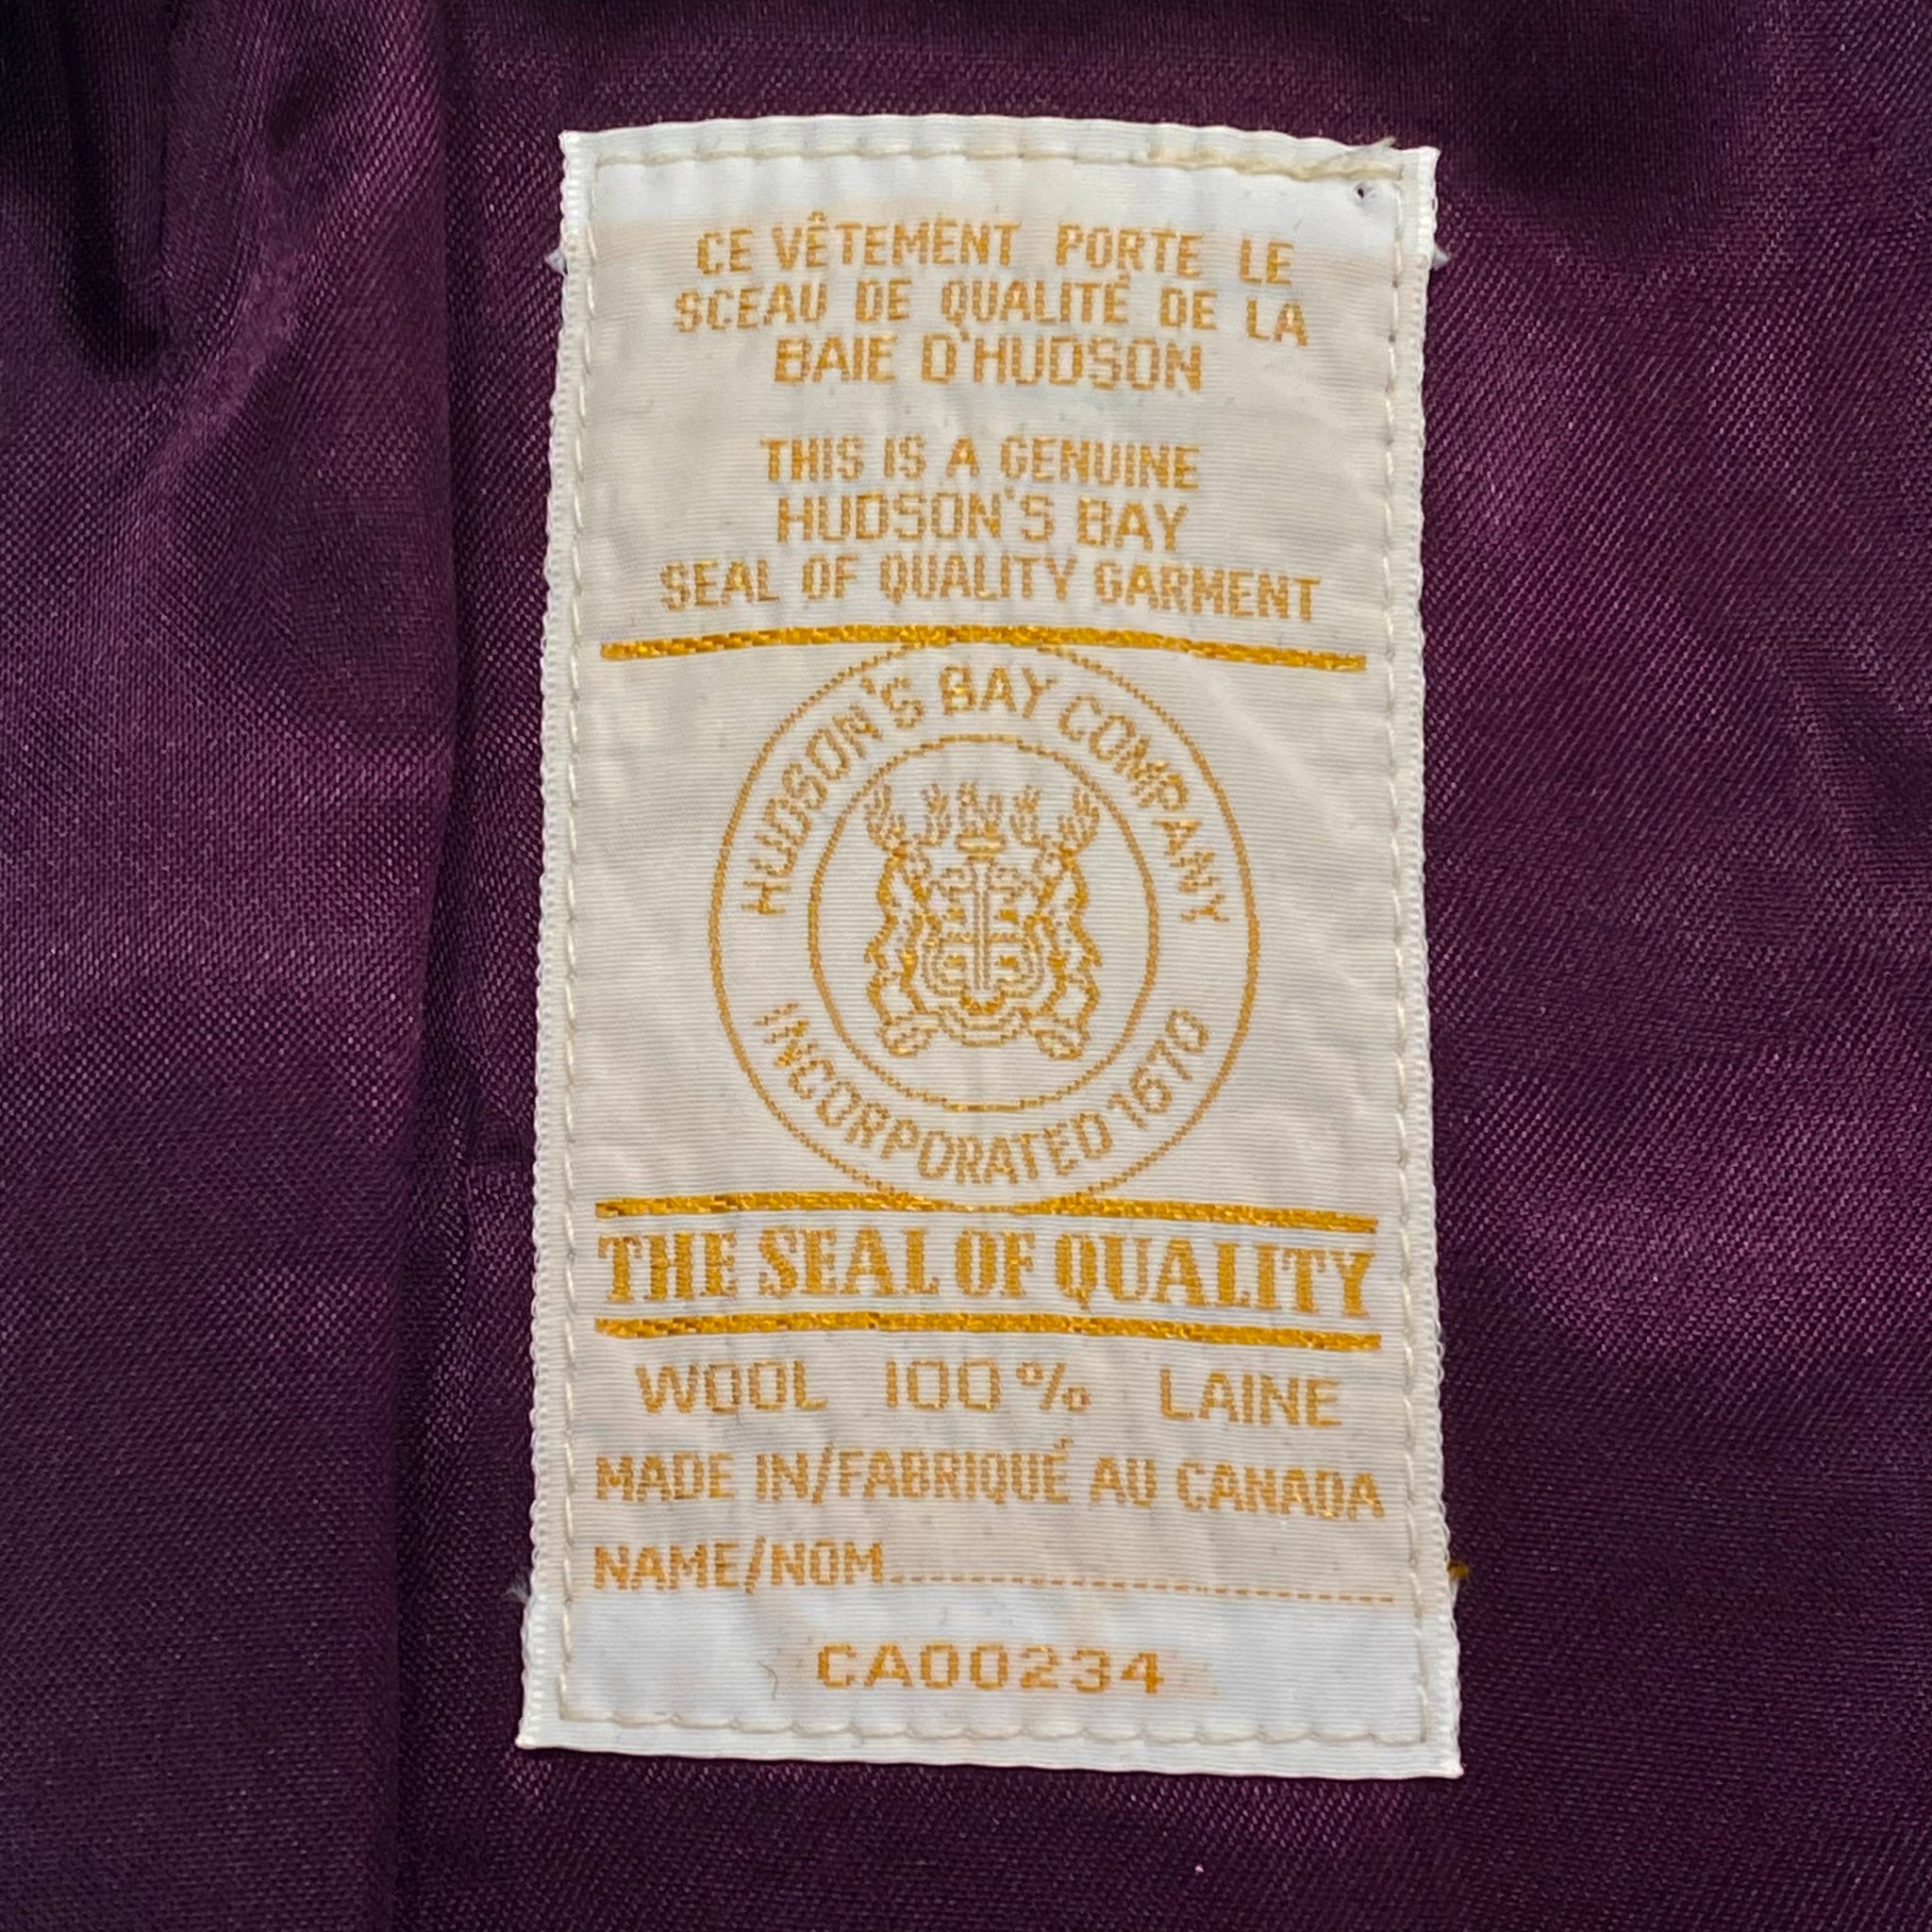 CE VÊTEMENT PORTE LE
SCEAU DE QUALITÉ DE LA
BAIE D'HUDSON
THIS IS A GENUINE
HUDSON'S BAY
SEAL OF QUALITY GARMENT
HUDSON'S BAY COMPANY
INCORPORATED 1670
THE SEAL OF QUALITY
WOOL 100% LAINE
MADE IN/FABRIQUÉ AU CANADA
NAME/NOM
CA00234